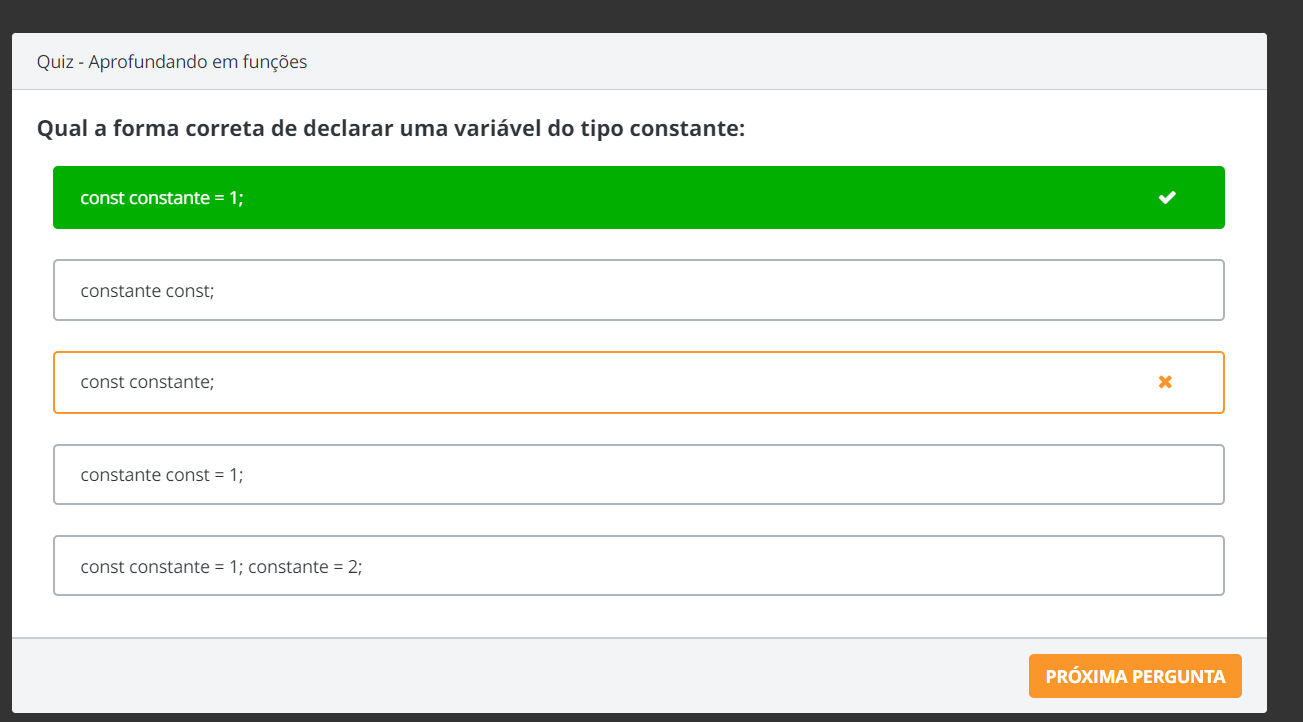 Quiz - Aprofundando em funções
Qual a forma correta de declarar uma variável do tipo constante:
const constante = 1;
constante const;
const constante;
constante const = 1;
const constante = 1; constante = 2;
PRÓXIMA PERGUNTA